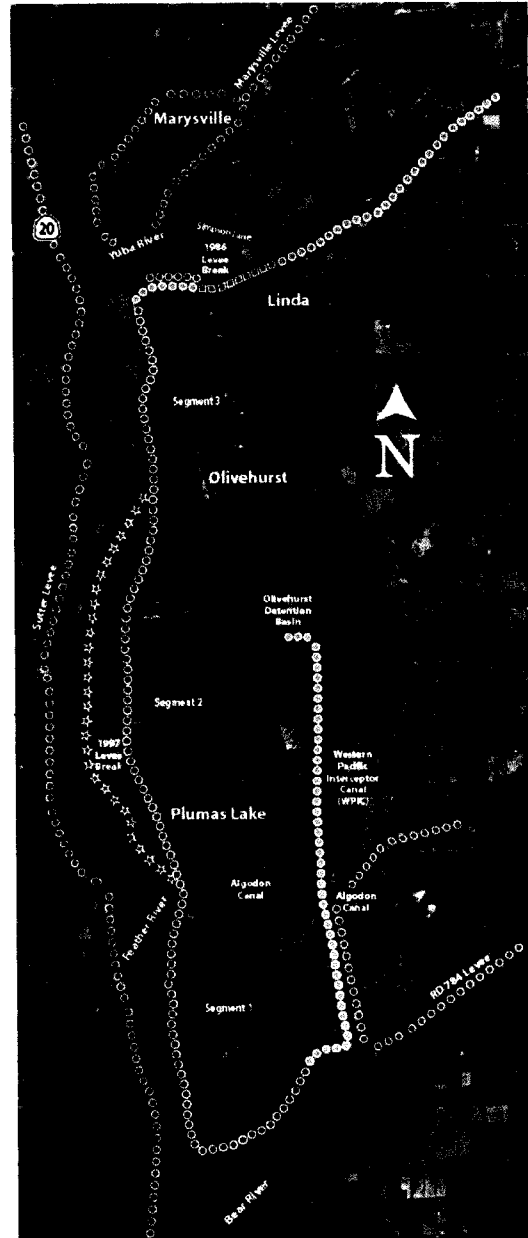 Marysville Levee
Marysville
20
Yuba River
Simpson Lane
1986
Levee
Break
Linda
Segment 3
N
Olivehurst
Olivehurst
Detention
Basin
Sutter Levee
Segment 2
1997
Levee
Break
Western
Pacific
Interceptor
Canal
(WPIC)
Plumas Lake
Algodon
Canal
Algodon
Canal
Feather River
RD 784 Levee
Segment 1
Bear River